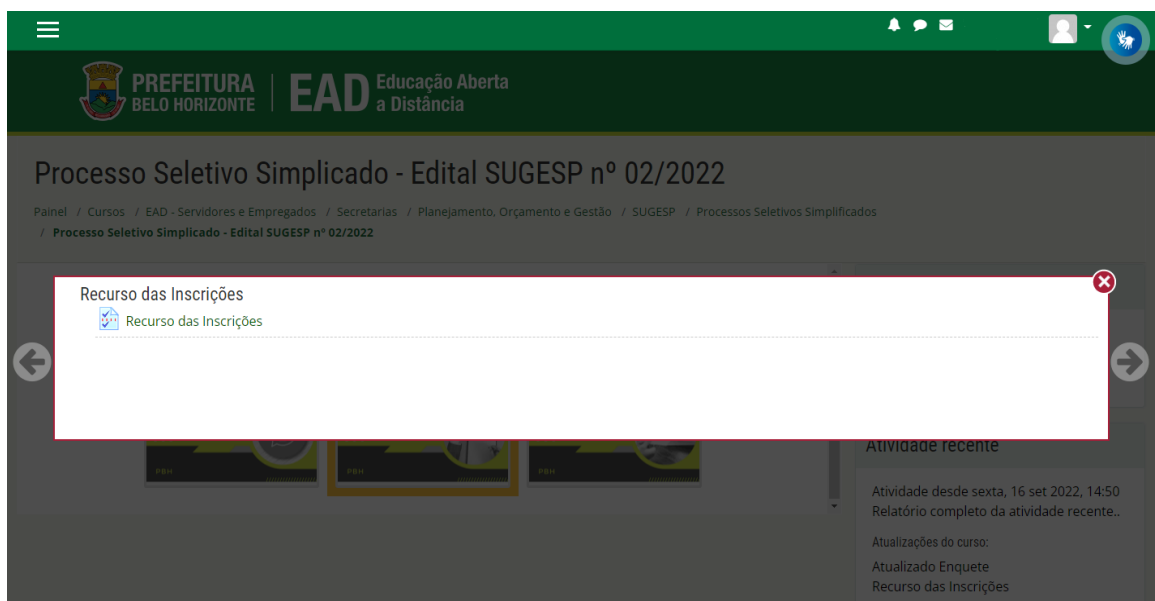 PREFEITURA
BELO HORIZONTE
EAD
Educação Aberta
a Distância
Processo Seletivo Simplicado - Edital SUGESP nº 02/2022
Painel / Cursos / EAD - Servidores e Empregados / Secretarias / Planejamento, Orçamento e Gestão / SUGESP / Processos Seletivos Simplificados
/ Processo Seletivo Simplicado - Edital SUGESP nº 02/2022
Recurso das Inscrições
Recurso das Inscrições
PBH
PBH
PBH
Atividade recente
Atividade desde sexta, 16 set 2022, 14:50
Relatório completo da atividade recente..
Atualizações do curso:
Atualizado Enquete
Recurso das Inscrições